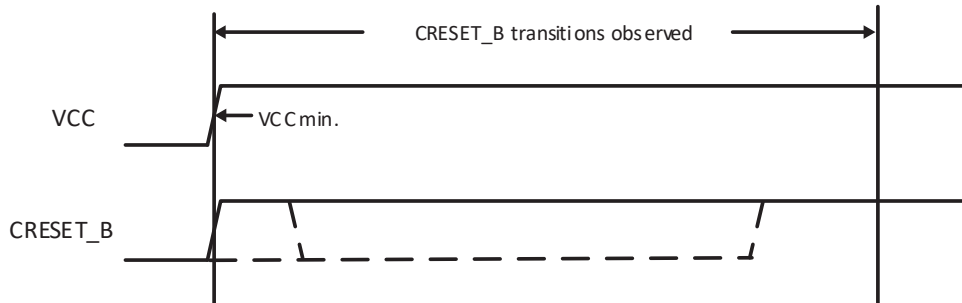 CRESET_B transitions observed
VCC
VCC min.
CRESET_B